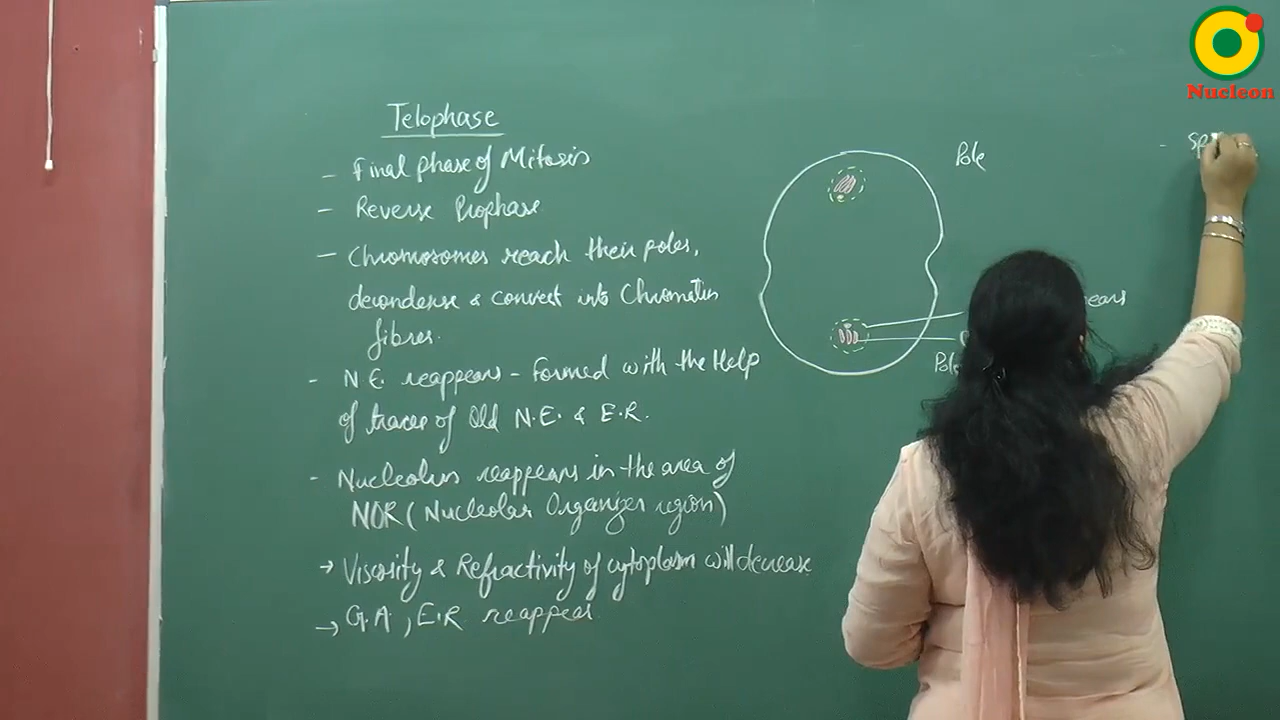 Nucleon
Telophase
- Final phase of Mitosis
- Reverse Prophase
- Chromosomes reach their poles,
decondense & convert into Chromatin
fibres.
- N.E. reappears - formed with the Help
of traces of Old N.E. & E.R.
- Nucleolus reappears in the area of
NOR (Nucleolar Organizer region)
→ Viscosity & Refractivity of cytoplasm will decrease
→ G.A, E.R reappear
Pole
Pole
- Sp